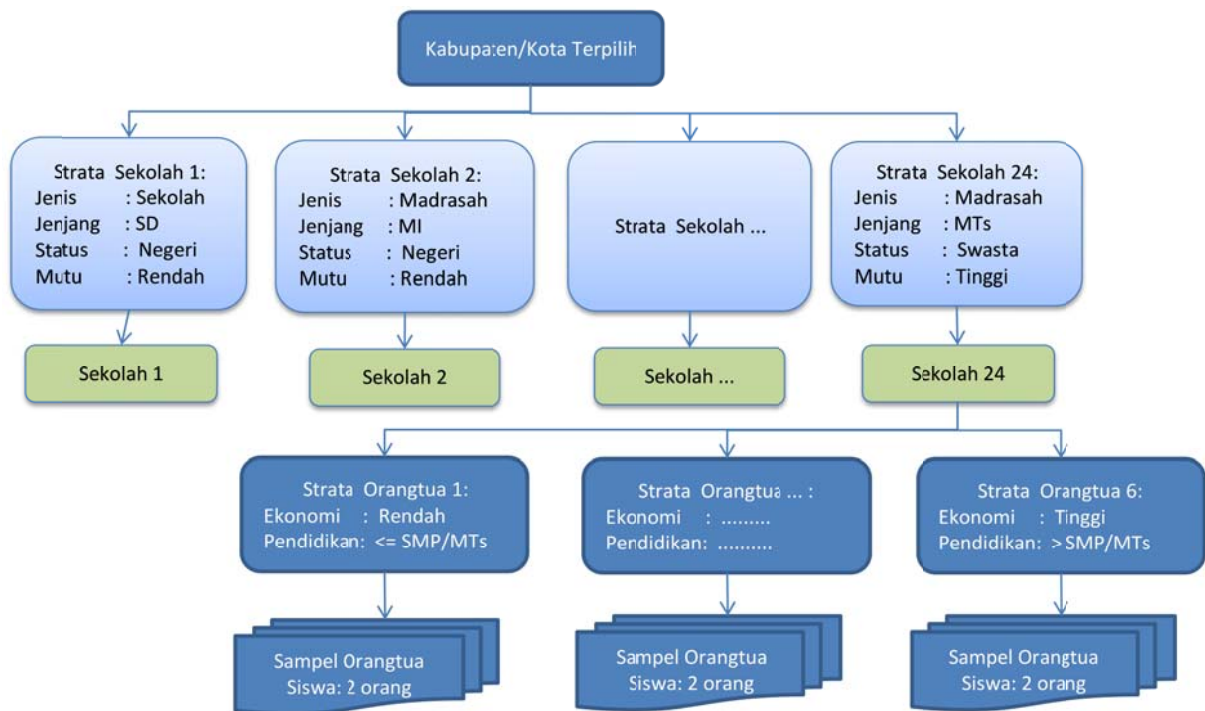 Kabupaten/Kota Terpilih
Strata Sekolah 1:
Jenis : Sekolah
Jenjang : SD
Status : Negeri
Mutu : Rendah
Strata Sekolah 2:
Jenis : Madrasah
Jenjang : MI
Status : Negeri
Mutu : Rendah
Strata Sekolah ...
Strata Sekolah 24:
Jenis : Madrasah
Jenjang : MTs
Status : Swasta
Mutu : Tinggi
Sekolah 1
Sekolah 2
Sekolah ...
Sekolah 24
Strata Orangtua 1:
Ekonomi : Rendah
Pendidikan: <= SMP/MTs
Strata Orangtua ... :
Ekonomi : .........
Pendidikan: ..........
Strata Orangtua 6:
Ekonomi : Tinggi
Pendidikan: > SMP/MTs
Sampel Orangtua
Siswa: 2 orang
Sampel Orangtua
Siswa: 2 orang
Sampel Orangtua
Siswa: 2 orang